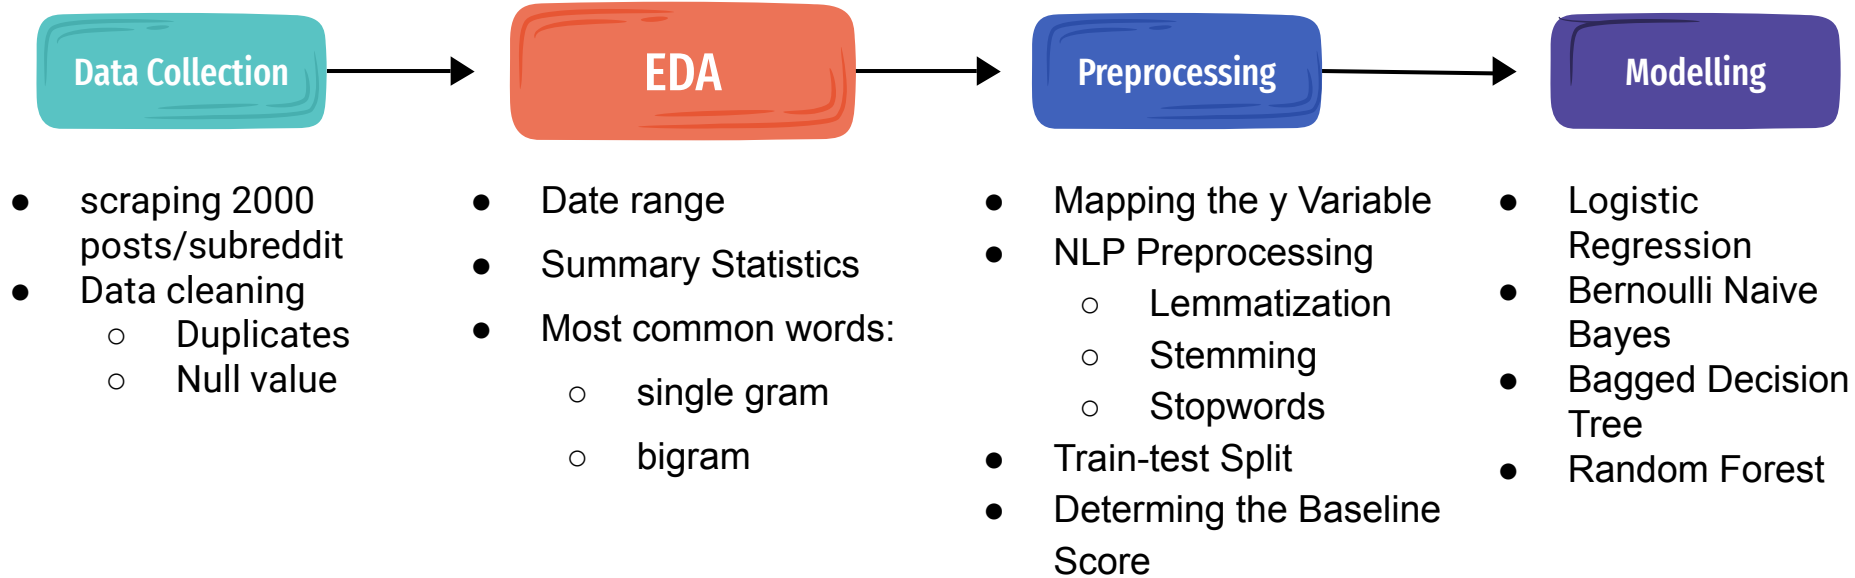 Data Collection
EDA
Preprocessing
Modelling
● scraping 2000
posts/subreddit
● Data cleaning
○ Duplicates
○ Null value
● Date range
● Summary Statistics
● Most common words:
○ single gram
○ bigram
● Mapping the y Variable
● NLP Preprocessing
○ Lemmatization
○ Stemming
○ Stopwords
● Train-test Split
● Determing the Baseline
Score
● Logistic
Regression
● Bernoulli Naive
Bayes
● Bagged Decision
Tree
● Random Forest